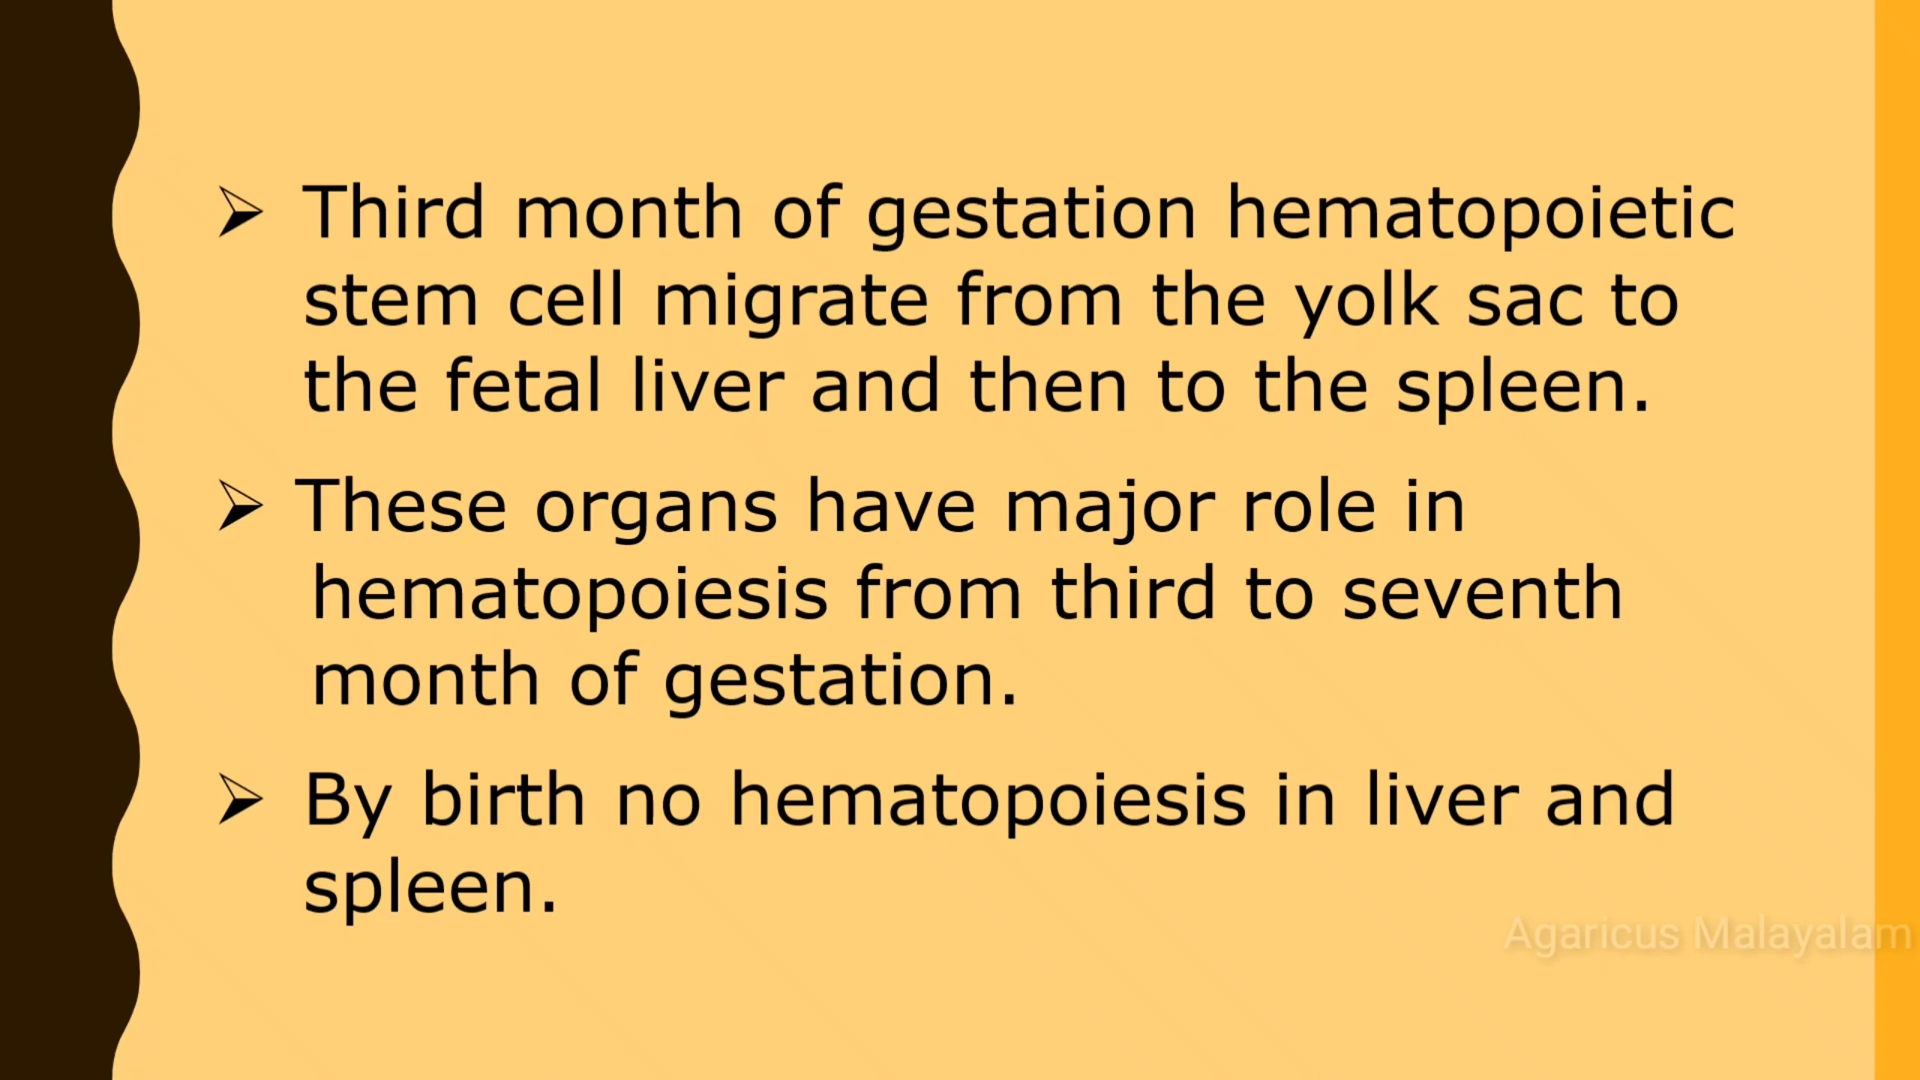 ➢ Third month of gestation hematopoietic
stem cell migrate from the yolk sac to
the fetal liver and then to the spleen.
➢ These organs have major role in
hematopoiesis from third to seventh
month of gestation.
➢ By birth no hematopoiesis in liver and
spleen.
Agaricus Malayalam